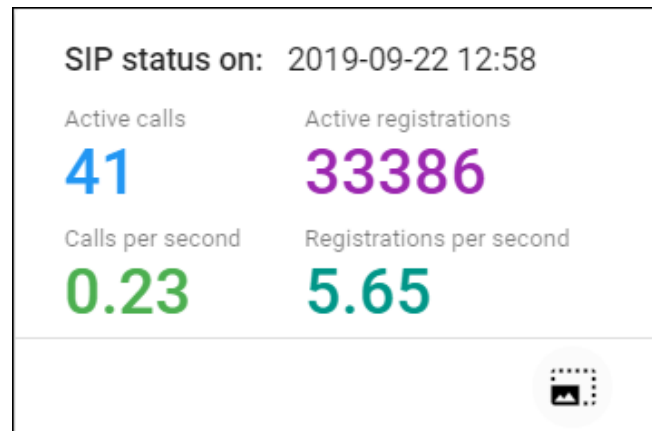 SIP status on: 2019-09-22 12:58
Active calls Active registrations
41 33386
Calls per second Registrations per second
0.23 5.65